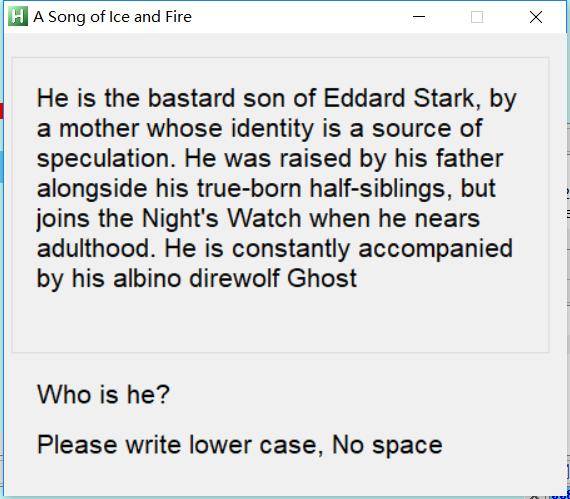 A Song of Ice and Fire
He is the bastard son of Eddard Stark, by
a mother whose identity is a source of
speculation. He was raised by his father
alongside his true-born half-siblings, but
joins the Night's Watch when he nears
adulthood. He is constantly accompanied
by his albino direwolf Ghost
Who is he?
Please write lower case, No space